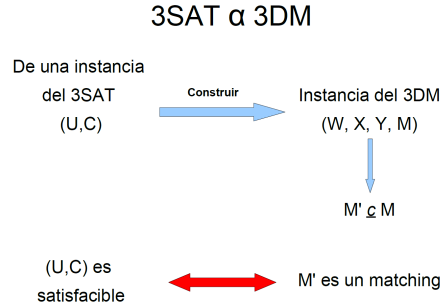 3SAT α 3DM
De una instancia
del 3SAT
(U,C)
Construir
Instancia del 3DM
(W, X, Y, M)
M' c M
(U,C) es
satisfacible
M' es un matching